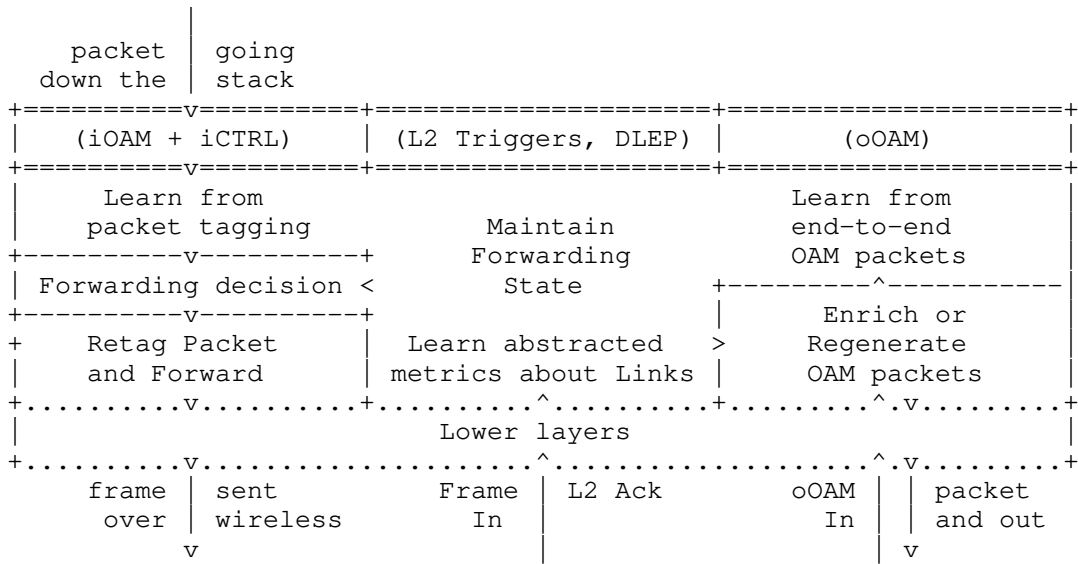 packet | going
down the | stack
(iOAM + iCTRL) | (L2 Triggers, DLEP) | (oOAM)
Learn from Learn from
packet tagging Maintain end-to-end
Forwarding OAM packets
Forwarding decision < State
Enrich or
Retag Packet | Learn abstracted > Regenerate
and Forward | metrics about Links | OAM packets
Lower layers
frame | sent Frame | L2 Ack oOAM | | packet
over | wireless In | In | | and out